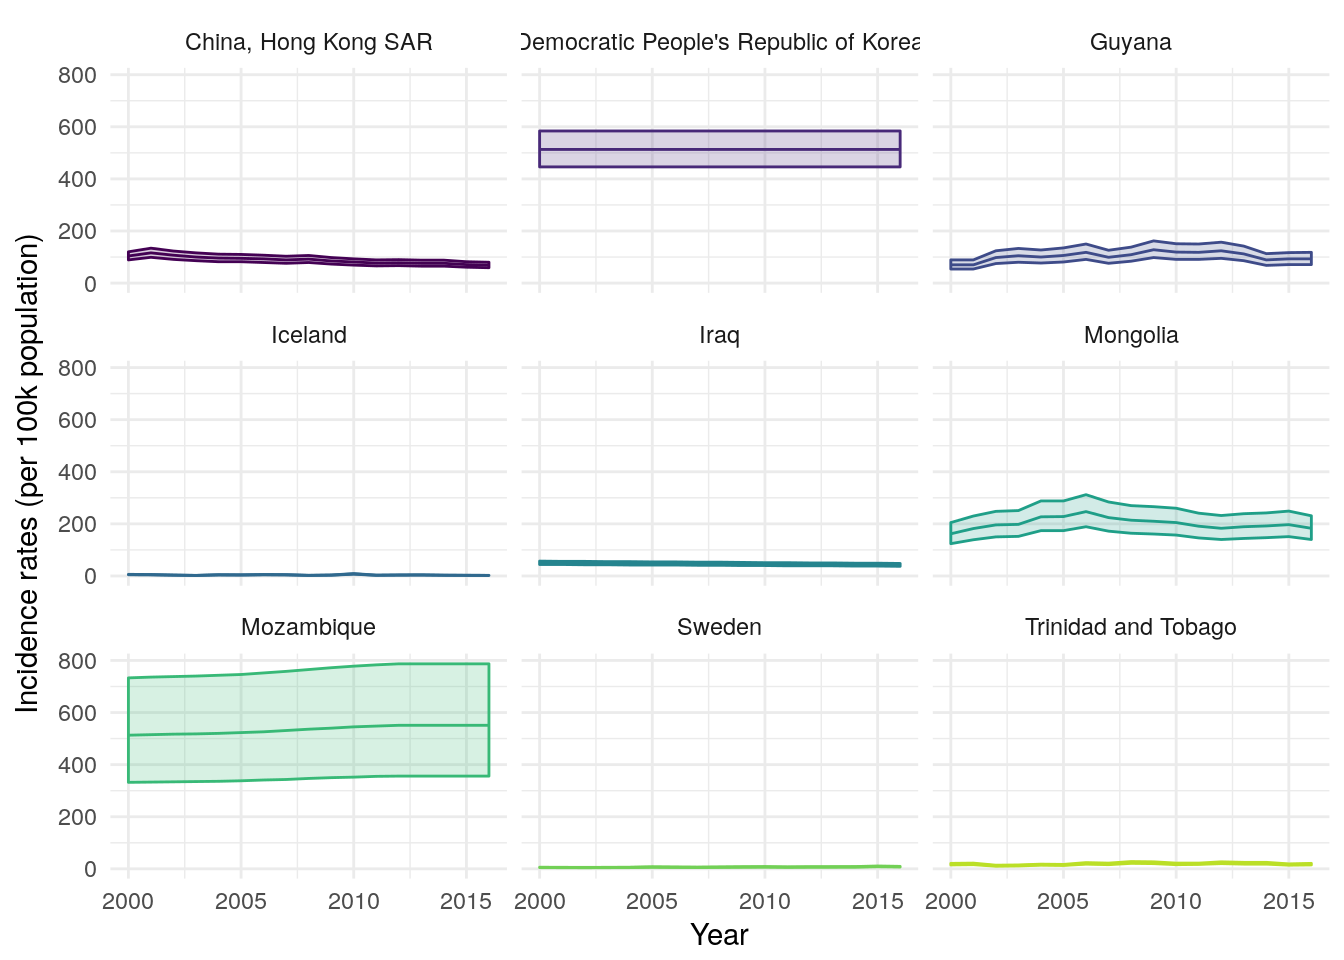 China, Hong Kong SAR
Democratic People's Republic of Korea
Guyana
800
600
400
200
0
Iceland
Iraq
Mongolia
800
600
400
200
0
Mozambique
Sweden
Trinidad and Tobago
800
600
400
200
0
2000 2005 2010 2015
2000 2005 2010 2015
2000 2005 2010 2015
Year
Incidence rates (per 100k population)